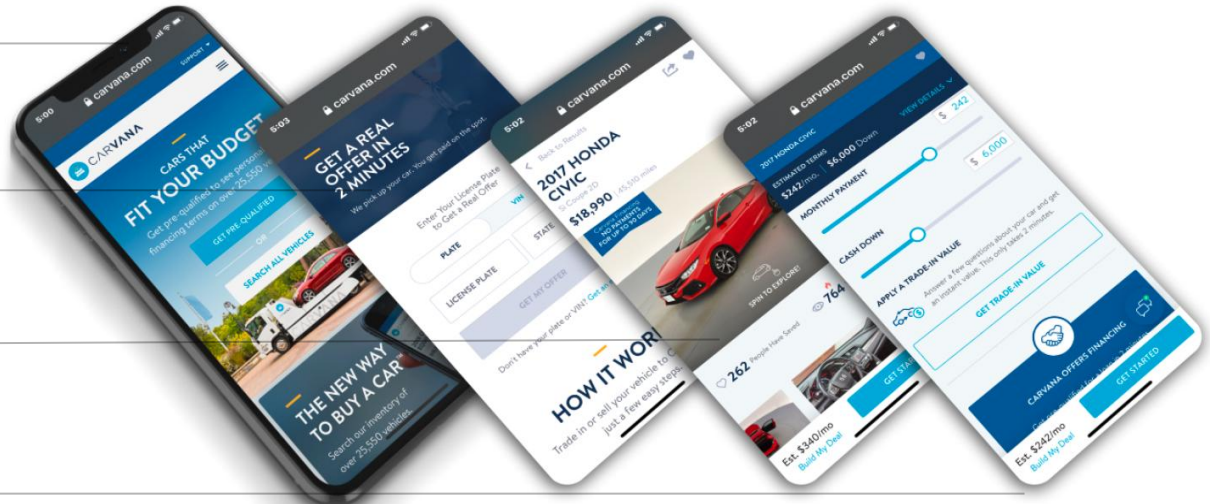 5:00
carvana.com
SUPPORT
CARVANA
CARS THAT
FIT YOUR BUDGET
Get pre-qualified to see
financing terms on over 25,550
GET PRE-QUALIFIED
OR
SEARCH ALL VEHICLES
CARVANA
THE NEW WAY
TO BUY A CAR
Search our inventory of
over 25,550 vehicles.
5:03
carvana.com
GET A REAL
OFFER IN
2 MINUTES
We pick up your car. You get paid on the spot.
Enter Your License Plate
to Get a Real Offer
PLATE
VIN
LICENSE PLATE
STATE
GET MY OFFER
Don't have your plate or VIN? Get an
HOW IT WOR
Trade in or sell your vehicle to
just a few easy steps.
5:02
carvana.com
Back to Results
2017 HONDA
CIVIC
Si Coupe 2D
$18,990 45,510 miles
Carvana Financing
NO PAYMENTS
FOR UP TO 90 DAYS
SPIN TO EXPLORE!
262 People Have Saved
764
Est. $340/mo
Build My Deal
GET STAR
5:02
carvana.com
2017 HONDA CIVIC
ESTIMATED TERMS
VIEW DETAILS
$242/mo. $6,000 Down
MONTHLY PAYMENT
$ 242
CASH DOWN
$ 6,000
APPLY A TRADE-IN VALUE
Answer a few questions about your car and get
an instant value. This only takes 2 minutes.
GET TRADE-IN VALUE
CARVANA OFFERS FINANCING
Est. $242/mo
Build My Deal
GET STARTED